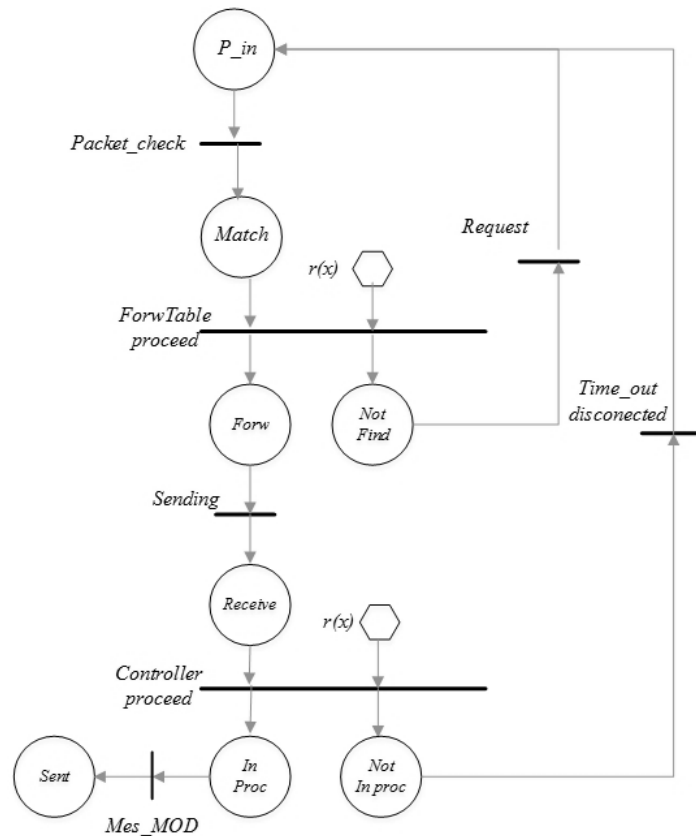 P_in
Packet_check
Match
Request
r(x)
ForwTable
proceed
Forw
Not
Find
Time_out
disconected
Sending
Receive
r(x)
Controller
proceed
Sent
In
Proc
Not
In proc
Mes_MOD